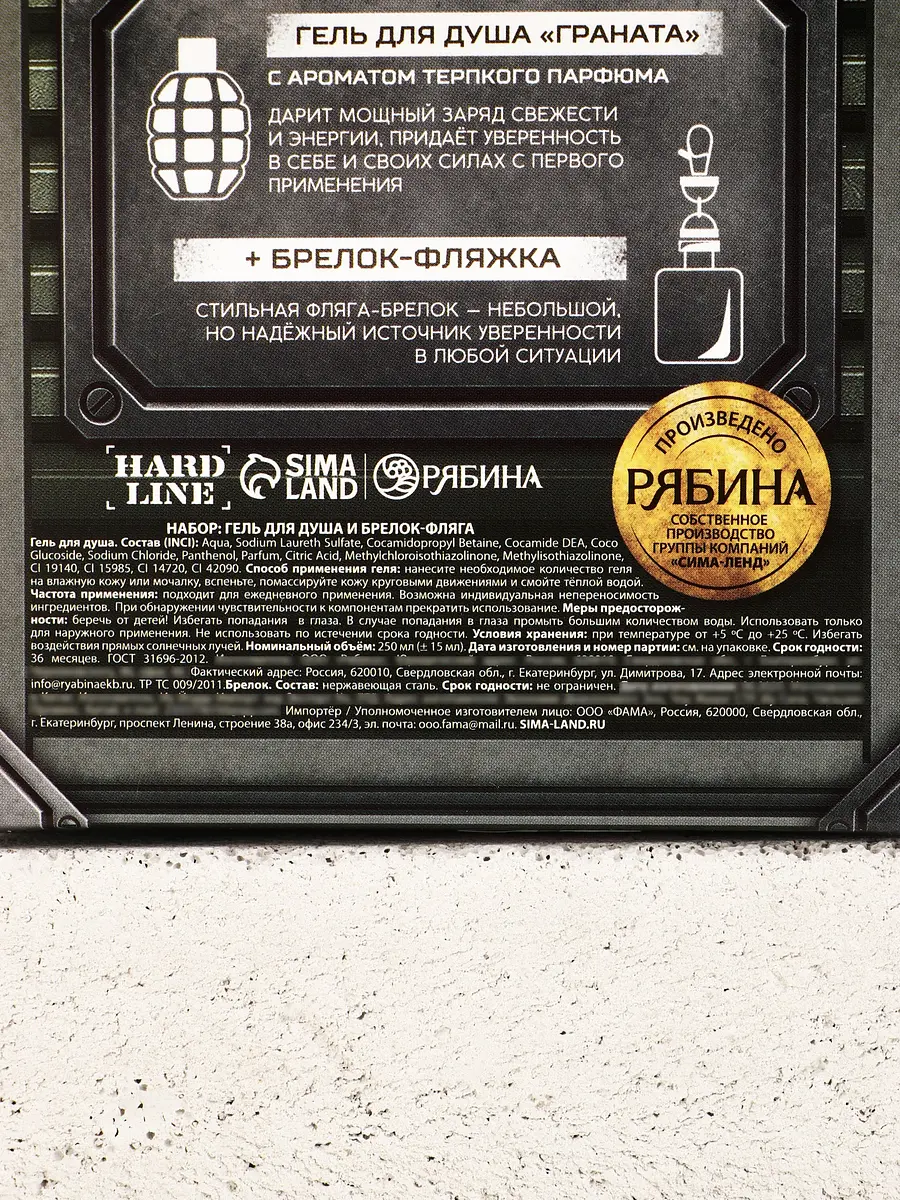 ГЕЛЬ ДЛЯ ДУША «ГРАНАТА»
С АРОМАТОМ ТЕРПКОГО ПАРФЮМА
ДАРИТ МОЩНЫЙ ЗАРЯД СВЕЖЕСТИ
И ЭНЕРГИИ, ПРИДАЁТ УВЕРЕННОСТЬ
В СЕБЕ И СВОИХ СИЛАХ С ПЕРВОГО
ПРИМЕНЕНИЯ
+ БРЕЛОК-ФЛЯЖКА
СТИЛЬНАЯ ФЛЯГА-БРЕЛОК — НЕБОЛЬШОЙ,
НО НАДЁЖНЫЙ ИСТОЧНИК УВЕРЕННОСТИ
В ЛЮБОЙ СИТУАЦИИ
HARD
LINE
SIMA
LAND
РЯБИНА
ПРОИЗВЕДЕНО
РЯБИНА
СОБСТВЕННОЕ
ПРОИЗВОДСТВО
ГРУППЫ КОМПАНИЙ
«СИМА-ЛЕНД»
НАБОР: ГЕЛЬ ДЛЯ ДУША И БРЕЛОК-ФЛЯГА
Гель для душа. Состав (INCI): Aqua, Sodium Laureth Sulfate, Cocamidopropyl Betaine, Cocamide DEA, Coco
Glucoside, Sodium Chloride, Panthenol, Parfum, Citric Acid, Methylchloroisothiazolinone, Methylisothiazolinone,
CI 19140, CI 15985, CI 14720, CI 42090. Способ применения геля: нанесите необходимое количество геля
на влажную кожу или мочалку, вспеньте, помассируйте кожу круговыми движениями и смойте тёплой водой.
Частота применения: подходит для ежедневного применения. Возможна индивидуальная непереносимость
ингредиентов. При обнаружении чувствительности к компонентам прекратить использование. Меры предосторож-
ности: беречь от детей! Избегать попадания в глаза. В случае попадания в глаза промыть большим количеством воды. Использовать только
для наружного применения. Не использовать по истечении срока годности. Условия хранения: при температуре от +5 ºС до +25 ºС. Избегать
воздействия прямых солнечных лучей. Номинальный объём: 250 мл (± 15 мл). Дата изготовления и номер партии: см. на упаковке. Срок годности:
36 месяцев. ГОСТ 31696-2012.
Фактический адрес: Россия, 620010, Свердловская обл., г. Екатеринбург, ул. Димитрова, 17. Адрес электронной почты:
info@ryabinaekb.ru. ТР ТС 009/2011.Брелок. Состав: нержавеющая сталь. Срок годности: не ограничен.
Импортёр / Уполномоченное изготовителем лицо: ООО «ФАМА», Россия, 620000, Свердловская обл.,
г. Екатеринбург, проспект Ленина, строение 38а, офис 234/3, эл. почта: ooo.fama@mail.ru. SIMA-LAND.RU